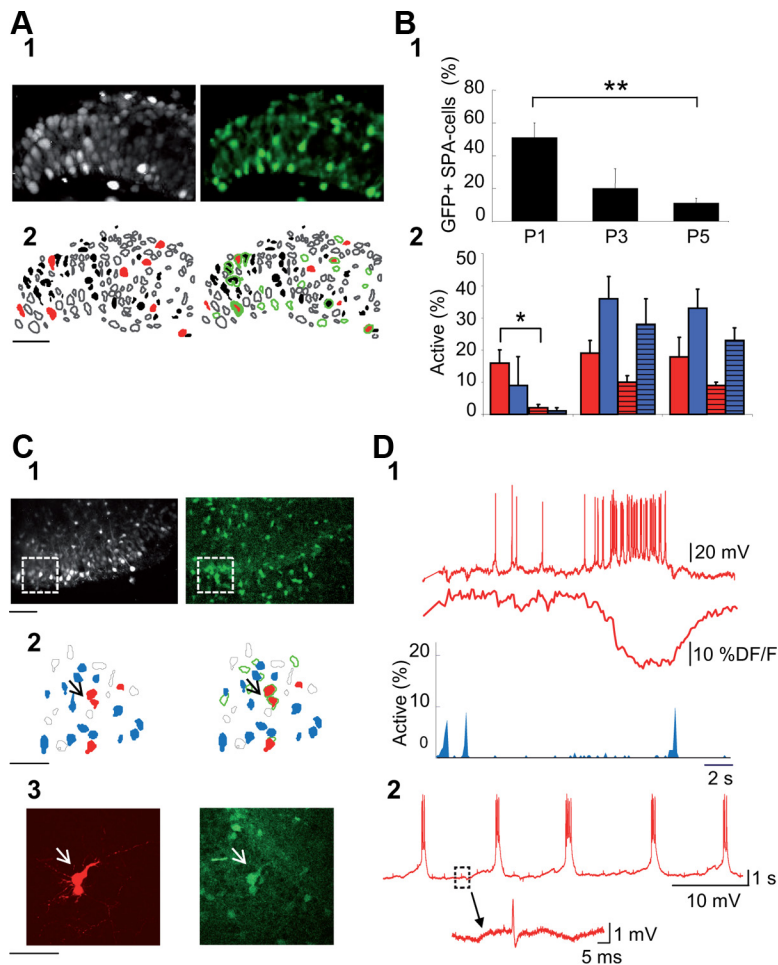 A
1
2
B
1
GFP+ SPA-cells (%)
80
60
40
20
0
**
P1
P3
P5
2
Active (%)
50
40
30
20
10
0
*
C
1
2
3
D
1
20 mV
10 %DF/F
Active (%)
20
10
0
2 s
2
1 s
10 mV
1 mV
5 ms